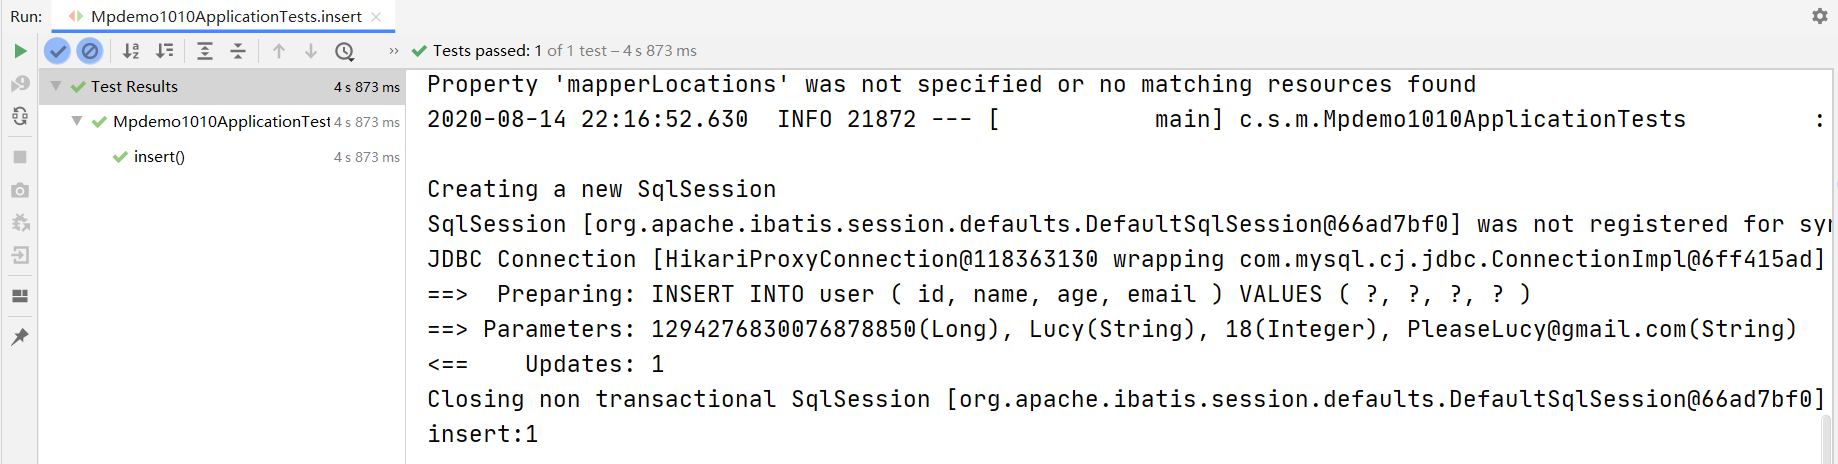 Run: Mpdemo1010ApplicationTests.insert
Tests passed: 1 of 1 test – 4 s 873 ms
Test Results 4 s 873 ms
Mpdemo1010ApplicationTest 4 s 873 ms
insert() 4 s 873 ms
Property 'mapperLocations' was not specified or no matching resources found
2020-08-14 22:16:52.630  INFO 21872 --- [           main] c.s.m.Mpdemo1010ApplicationTests         :
Creating a new SqlSession
SqlSession [org.apache.ibatis.session.defaults.DefaultSqlSession@66ad7bf0] was not registered for syn
JDBC Connection [HikariProxyConnection@118363130 wrapping com.mysql.cj.jdbc.ConnectionImpl@6ff415ad]
==>  Preparing: INSERT INTO user ( id, name, age, email ) VALUES ( ?, ?, ?, ? )
==> Parameters: 1294276830076878850(Long), Lucy(String), 18(Integer), PleaseLucy@gmail.com(String)
<==    Updates: 1
Closing non transactional SqlSession [org.apache.ibatis.session.defaults.DefaultSqlSession@66ad7bf0]
insert:1